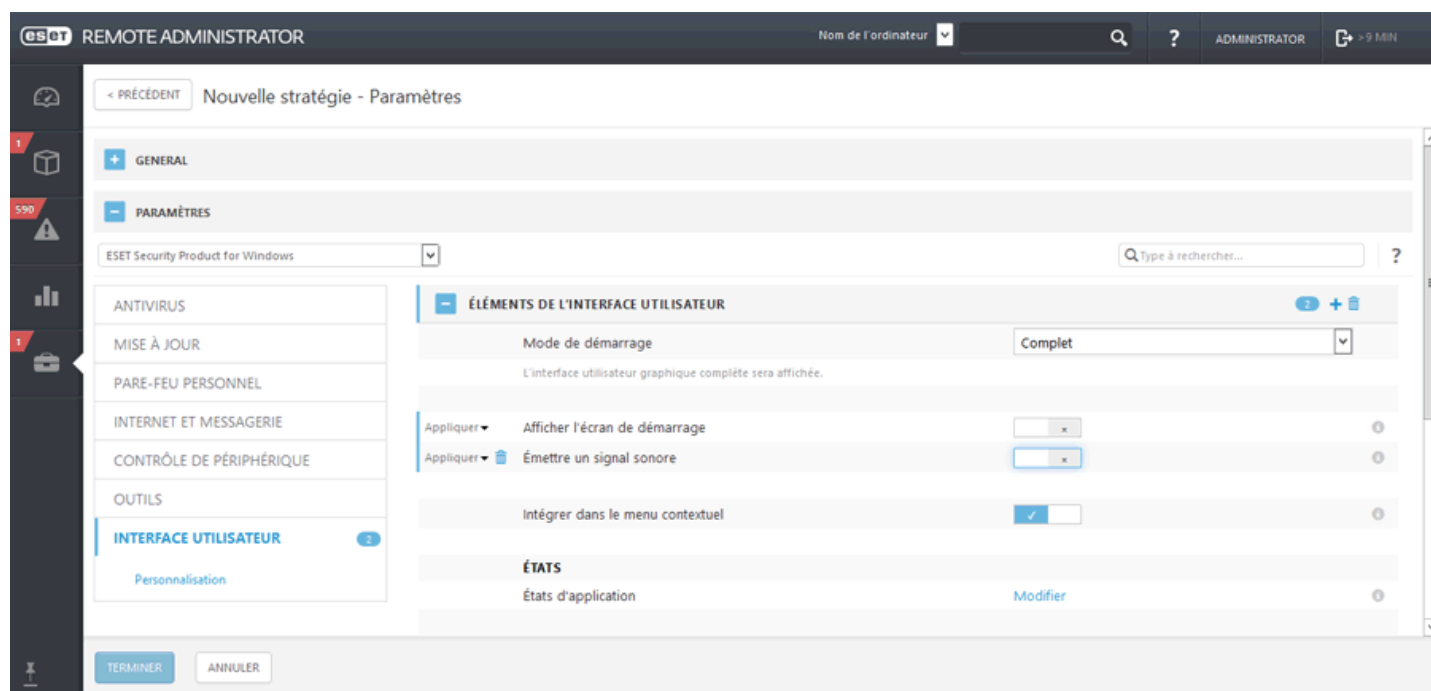 eset REMOTE ADMINISTRATOR Nom de l'ordinateur ? ADMINISTRATOR >9 MIN
< PRÉCÉDENT Nouvelle stratégie - Paramètres
1
GENERAL
590
PARAMÈTRES
ESET Security Product for Windows Type à rechercher... ?
ANTIVIRUS
ÉLÉMENTS DE L'INTERFACE UTILISATEUR 2
MISE À JOUR
Mode de démarrage Complet
1
L'interface utilisateur graphique complète sera affichée.
PARE-FEU PERSONNEL
INTERNET ET MESSAGERIE
Appliquer Afficher l'écran de démarrage
CONTRÔLE DE PÉRIPHÉRIQUE
Appliquer Émettre un signal sonore
OUTILS
Intégrer dans le menu contextuel
INTERFACE UTILISATEUR 2
ÉTATS
Personnalisation
États d'application Modifier
TERMINER ANNULER